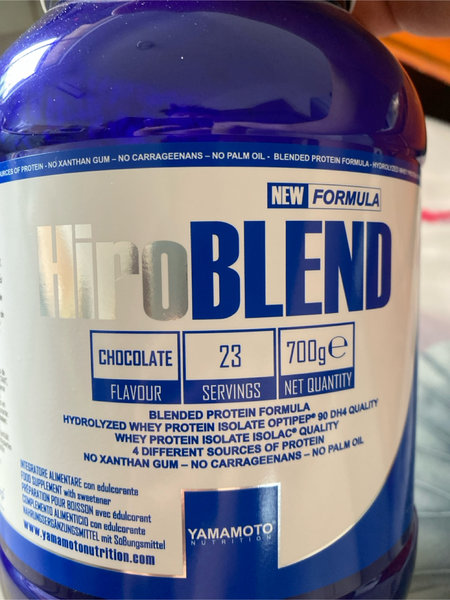 SOURCES OF PROTEIN - NO XANTHAN GUM – NO CARRAGEENANS – NO PALM OIL - BLENDED PROTEIN FORMULA - HYDROLYZED WHEY
NEW FORMULA
HiroBLEND
CHOCOLATE 23 700g e
FLAVOUR SERVINGS NET QUANTITY
BLENDED PROTEIN FORMULA
HYDROLYZED WHEY PROTEIN ISOLATE OPTIPEP® 90 DH4 QUALITY
WHEY PROTEIN ISOLATE ISOLAC® QUALITY
4 DIFFERENT SOURCES OF PROTEIN
NO XANTHAN GUM – NO CARRAGEENANS – NO PALM OIL
INTEGRATORE ALIMENTARE con edulcorante
FOOD SUPPLEMENT with sweetener
PREPARATION POUR BOISSON avec édulcorant
COMPLEMENTO ALIMENTICIO con edulcorante
NAHRUNGSERGÄNZUNGSMITTEL mit Süßungsmittel
www.yamamotonutrition.com
YAMAMOTO
NUTRITION